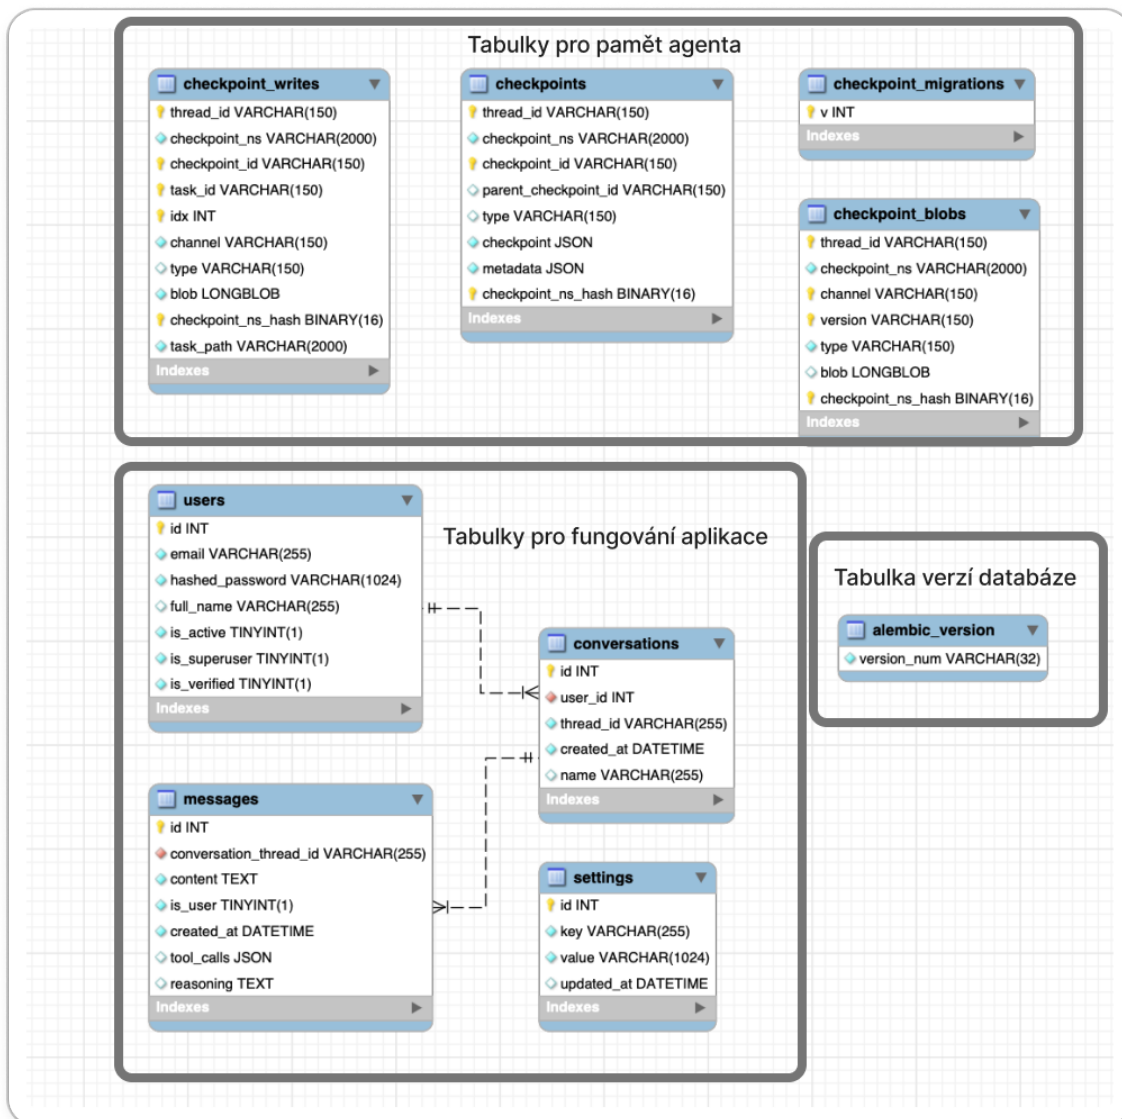 Tabulky pro pamět agenta
checkpoint_writes
thread_id VARCHAR(150)
checkpoint_ns VARCHAR(2000)
checkpoint_id VARCHAR(150)
task_id VARCHAR(150)
idx INT
channel VARCHAR(150)
type VARCHAR(150)
blob LONGBLOB
checkpoint_ns_hash BINARY(16)
task_path VARCHAR(2000)
Indexes
checkpoints
thread_id VARCHAR(150)
checkpoint_ns VARCHAR(2000)
checkpoint_id VARCHAR(150)
parent_checkpoint_id VARCHAR(150)
type VARCHAR(150)
checkpoint JSON
metadata JSON
checkpoint_ns_hash BINARY(16)
Indexes
checkpoint_migrations
v INT
Indexes
checkpoint_blobs
thread_id VARCHAR(150)
checkpoint_ns VARCHAR(2000)
channel VARCHAR(150)
version VARCHAR(150)
type VARCHAR(150)
blob LONGBLOB
checkpoint_ns_hash BINARY(16)
Indexes
Tabulky pro fungování aplikace
users
id INT
email VARCHAR(255)
hashed_password VARCHAR(1024)
full_name VARCHAR(255)
is_active TINYINT(1)
is_superuser TINYINT(1)
is_verified TINYINT(1)
Indexes
conversations
id INT
user_id INT
thread_id VARCHAR(255)
created_at DATETIME
name VARCHAR(255)
Indexes
messages
id INT
conversation_thread_id VARCHAR(255)
content TEXT
is_user TINYINT(1)
created_at DATETIME
tool_calls JSON
reasoning TEXT
Indexes
settings
id INT
key VARCHAR(255)
value VARCHAR(1024)
updated_at DATETIME
Indexes
Tabulka verzí databáze
alembic_version
version_num VARCHAR(32)